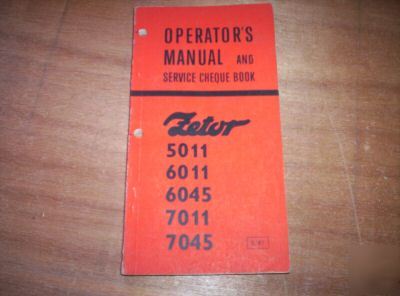 OPERATOR'S
MANUAL AND
SERVICE CHEQUE BOOK
Zetor
5011
6011
6045
7011
7045